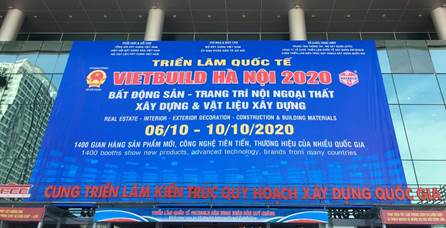 TRIỂN LÃM QUỐC TẾ
VIETBUILD HÀ NỘI 2020
BẤT ĐỘNG SẢN - TRANG TRÍ NỘI NGOẠI THẤT
XÂY DỰNG & VẬT LIỆU XÂY DỰNG
REAL ESTATE - INTERIOR - EXTERIOR DECORATION - CONSTRUCTION & BUILDING MATERIALS
06/10 - 10/10/2020
1400 GIAN HÀNG SẢN PHẨM MỚI, CÔNG NGHỆ TIÊN TIẾN, THƯƠNG HIỆU CỦA NHIỀU QUỐC GIA
1400 booths show new products, advanced technology, brands from many countries
CUNG TRIỂN LÃM KIẾN TRÚC QUY HOẠCH XÂY DỰNG QUỐC GIA